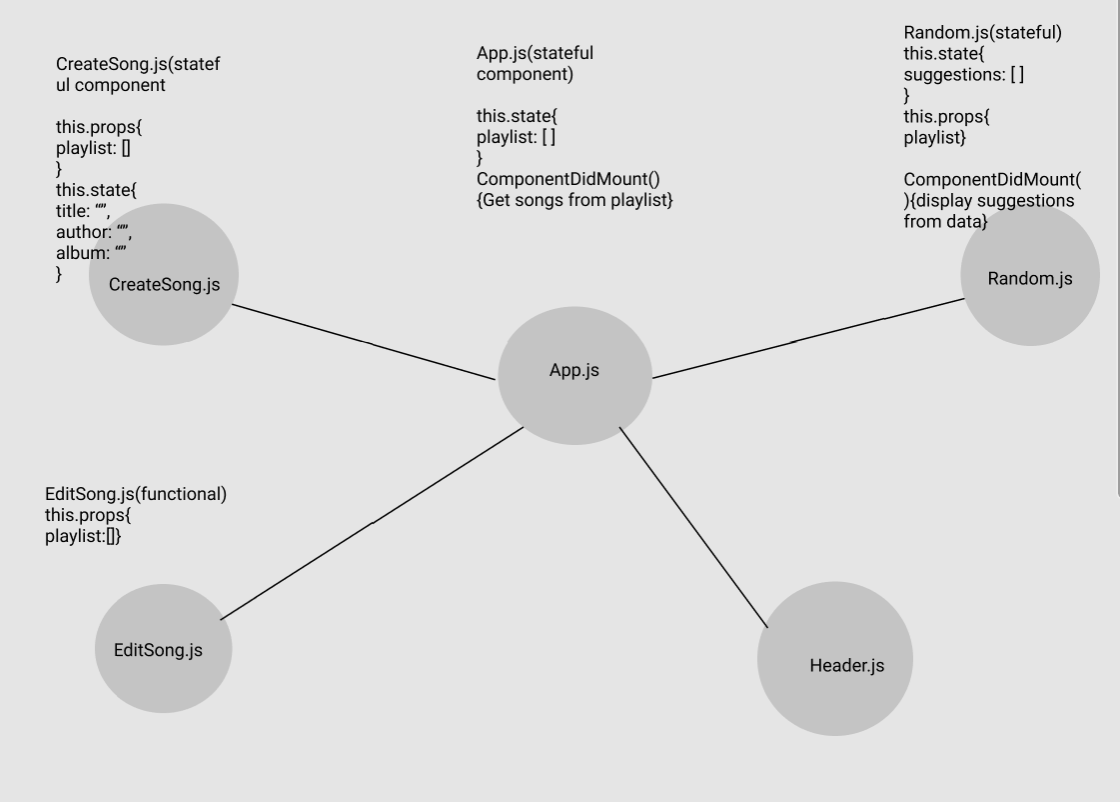 CreateSong.js(statef
ul component
this.props{
playlist: []
}
this.state{
title: “”,
author: “”,
album: “”
}
CreateSong.js
App.js(stateful
component)
this.state{
playlist: [ ]
}
ComponentDidMount()
{Get songs from playlist}
App.js
Random.js(stateful)
this.state{
suggestions: [ ]
}
this.props{
playlist}
ComponentDidMount(
){display suggestions
from data}
Random.js
EditSong.js(functional)
this.props{
playlist:[]}
EditSong.js
Header.js